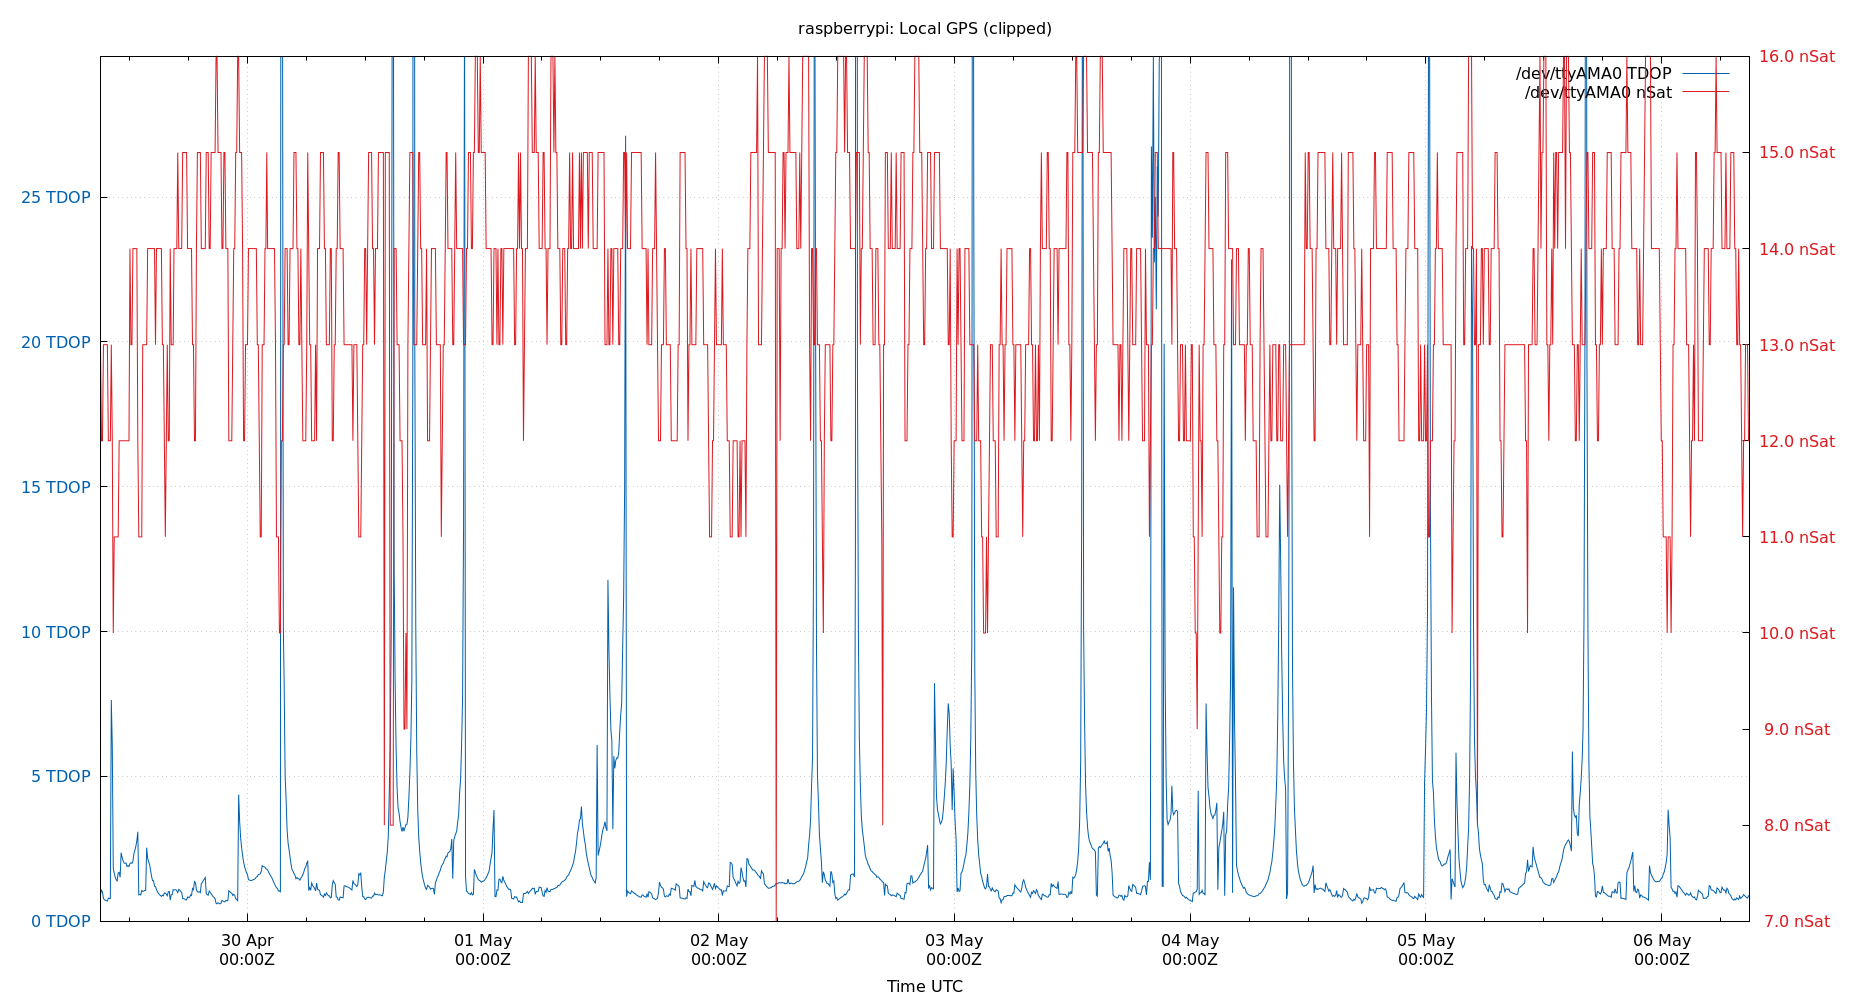 raspberrypi: Local GPS (clipped)
/dev/ttyAMA0 TDOP
/dev/ttyAMA0 nSat
25 TDOP
20 TDOP
15 TDOP
10 TDOP
5 TDOP
0 TDOP
16.0 nSat
15.0 nSat
14.0 nSat
13.0 nSat
12.0 nSat
11.0 nSat
10.0 nSat
9.0 nSat
8.0 nSat
7.0 nSat
30 Apr
00:00Z
01 May
00:00Z
02 May
00:00Z
03 May
00:00Z
04 May
00:00Z
05 May
00:00Z
06 May
00:00Z
Time UTC